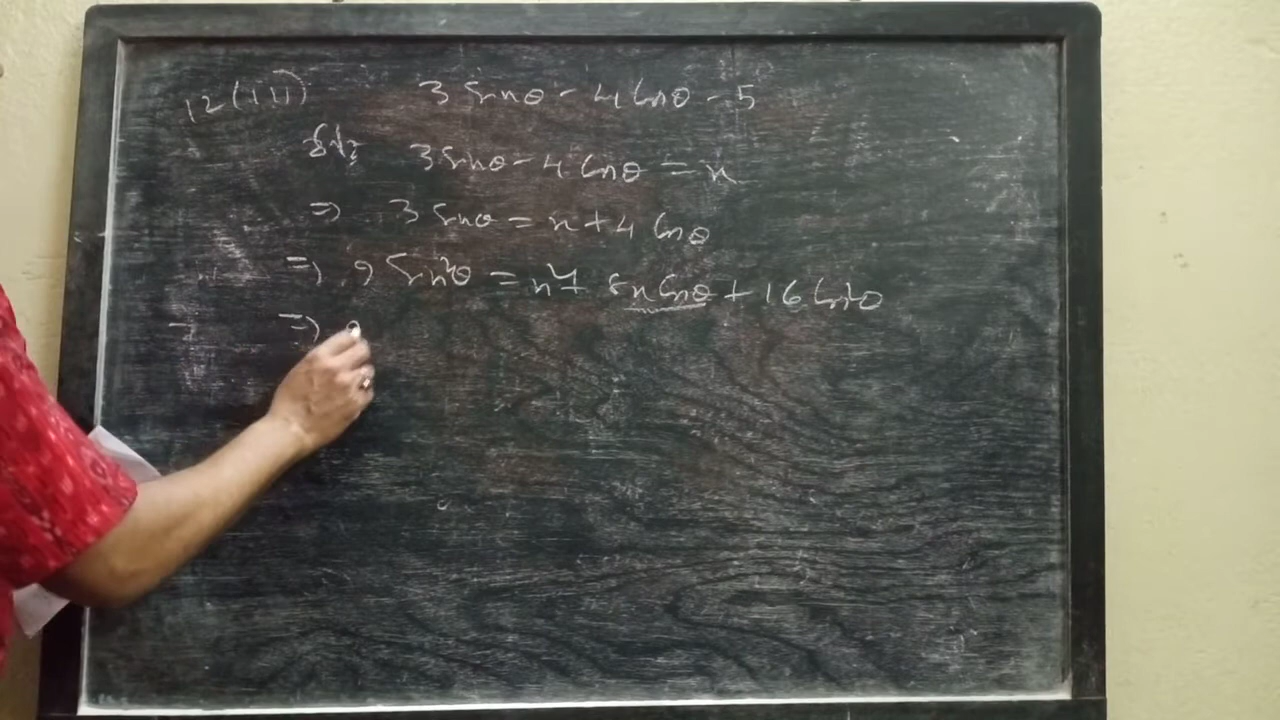 12(iii) 3 sinθ - 4 cosθ - 5
3 sinθ - 4 cosθ = x
⇒ 3 sinθ = x + 4 cosθ
⇒ 9 sin²θ = x² + 8x cosθ + 16 cos²θ
⇒ 9